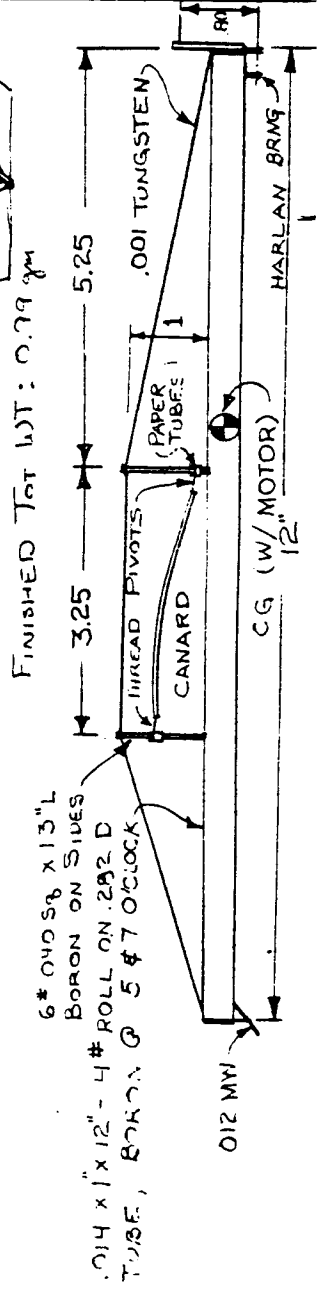 FINISHED TOT WT: 0.79 gm
3.25
5.25
.80
6# 040 SQ x 13"L
BORON ON SIDES
.014 x 1" x 12" - 4# ROLL ON .282 D
TUBE, BORON @ 5 & 7 O'CLOCK
THREAD PIVOTS
(PAPER
TUBES)
.001 TUNGSTEN
1
CANARD
012 MW
CG (W/ MOTOR)
12"
HARLAN BRNG